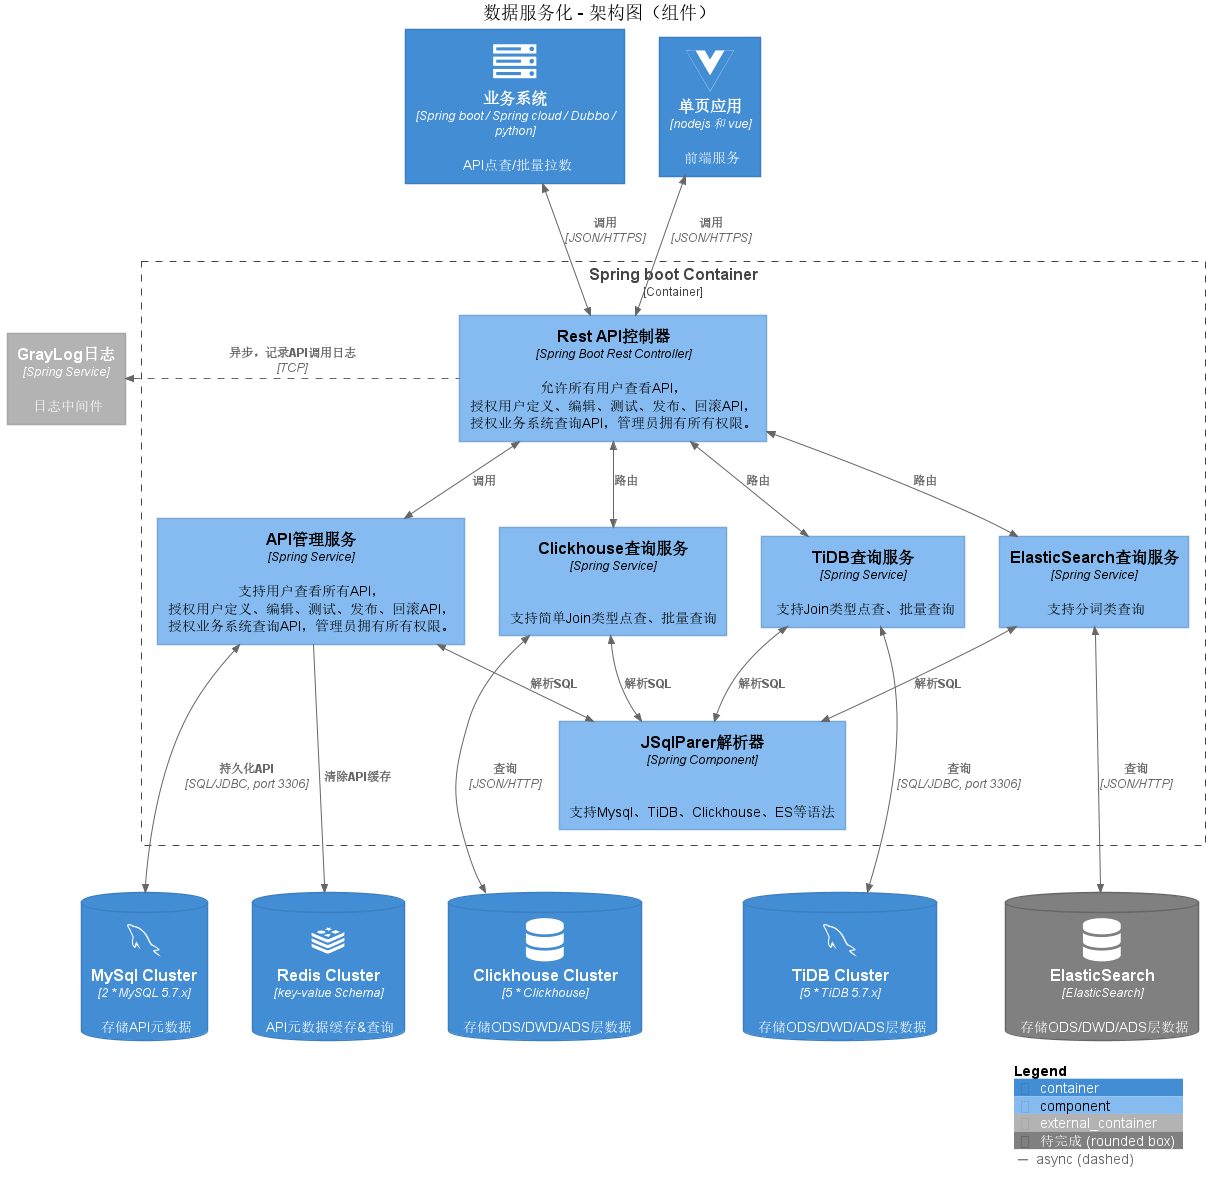 数据服务化 - 架构图（组件）
业务系统
[Spring boot / Spring cloud / Dubbo /
python]
API点查/批量拉数
单页应用
[nodejs 和 vue]
前端服务
调用
[JSON/HTTPS]
调用
[JSON/HTTPS]
Spring boot Container
[Container]
Rest API控制器
[Spring Boot Rest Controller]
允许所有用户查看API，
授权用户定义、编辑、测试、发布、回滚API，
授权业务系统查询API，管理员拥有所有权限。
GrayLog日志
[Spring Service]
日志中间件
异步，记录API调用日志
[TCP]
调用
路由
路由
路由
API管理服务
[Spring Service]
支持用户查看所有API，
授权用户定义、编辑、测试、发布、回滚API，
授权业务系统查询API，管理员拥有所有权限。
Clickhouse查询服务
[Spring Service]
支持简单Join类型点查、批量查询
TiDB查询服务
[Spring Service]
支持Join类型点查、批量查询
ElasticSearch查询服务
[Spring Service]
支持分词类查询
解析SQL
解析SQL
解析SQL
解析SQL
JSqlParer解析器
[Spring Component]
支持Mysql、TiDB、Clickhouse、ES等语法
持久化API
[SQL/JDBC, port 3306]
清除API缓存
查询
[JSON/HTTP]
查询
[SQL/JDBC, port 3306]
查询
[JSON/HTTP]
MySql Cluster
[2 * MySQL 5.7.x]
存储API元数据
Redis Cluster
[key-value Schema]
API元数据缓存&查询
Clickhouse Cluster
[5 * Clickhouse]
存储ODS/DWD/ADS层数据
TiDB Cluster
[5 * TiDB 5.7.x]
存储ODS/DWD/ADS层数据
ElasticSearch
[ElasticSearch]
存储ODS/DWD/ADS层数据
Legend
container
component
external_container
待完成 (rounded box)
async (dashed)